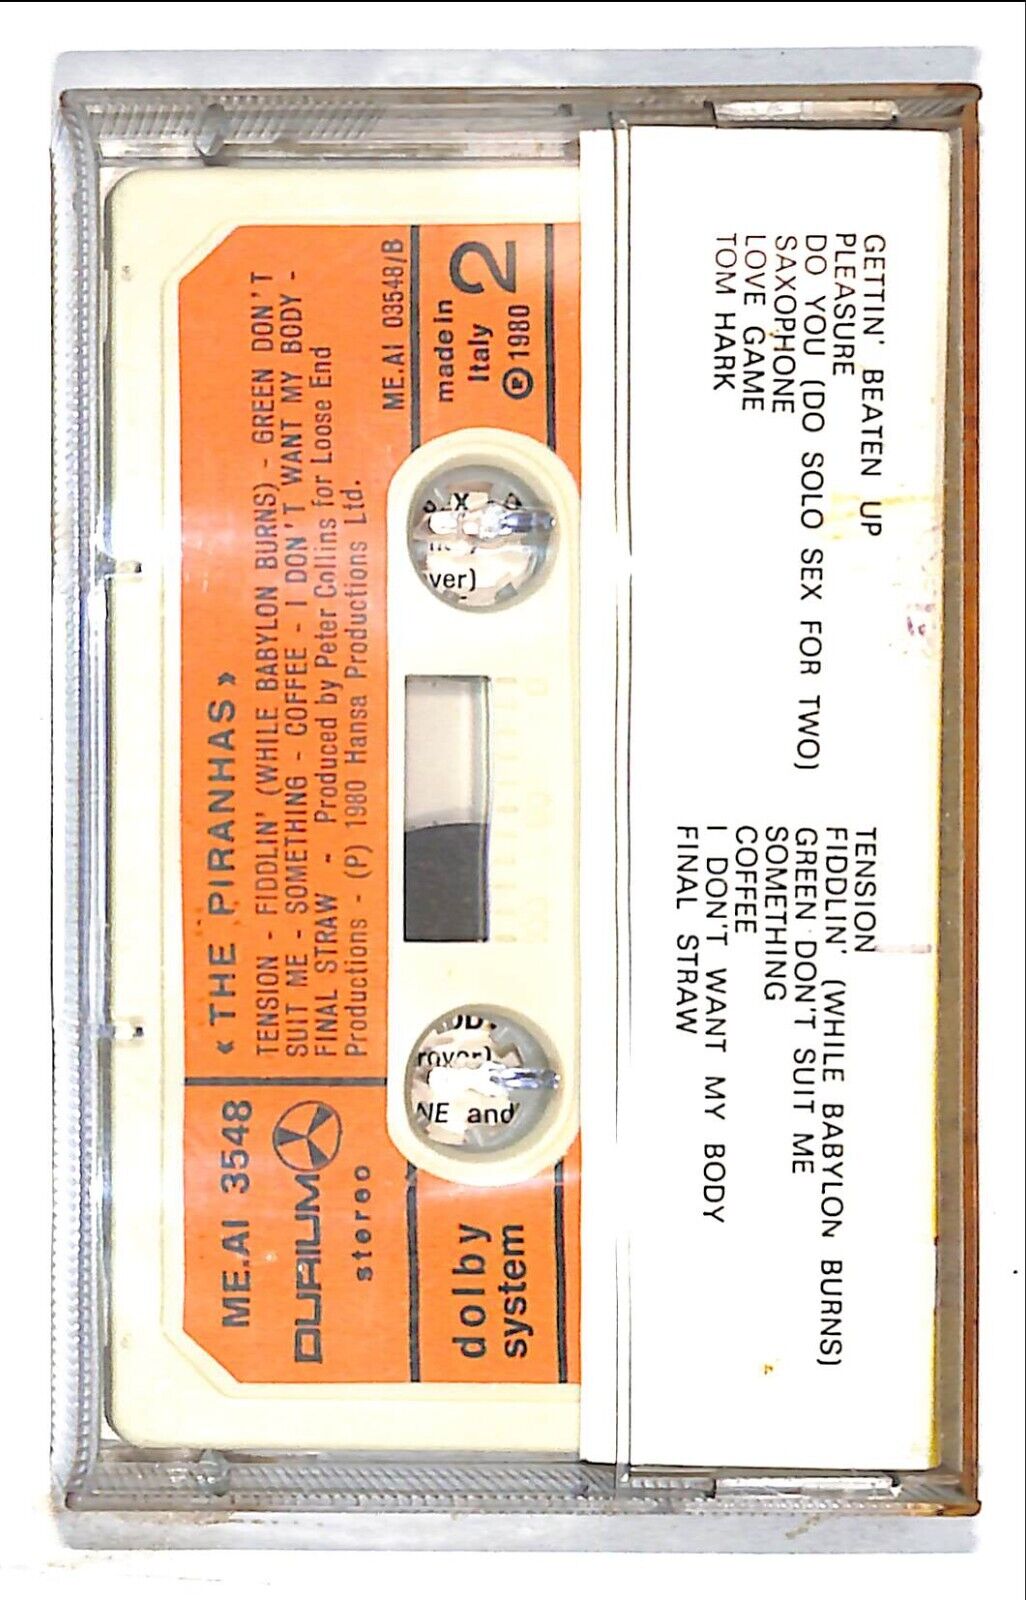 GETTIN' BEATEN UP
PLEASURE
DO YOU (DO SOLO SEX FOR TWO)
SAXOPHONE
LOVE GAME
TOM HARK
TENSION
FIDDLIN' (WHILE BABYLON BURNS)
GREEN DON'T SUIT ME
SOMETHING
COFFEE
I DON'T WANT MY BODY
FINAL STRAW
dolby
system
2
made in
Italy
℗ 1980
ME.AI 03548/B
ME.AI 3548
DURIUM
stereo
« THE PIRANHAS »
TENSION - FIDDLIN' (WHILE BABYLON BURNS) - GREEN DON'T
SUIT ME - SOMETHING - COFFEE - I DON'T WANT MY BODY -
FINAL STRAW - Produced by Peter Collins for Loose End
Productions - (P) 1980 Hansa Productions Ltd.
NE and
ver)